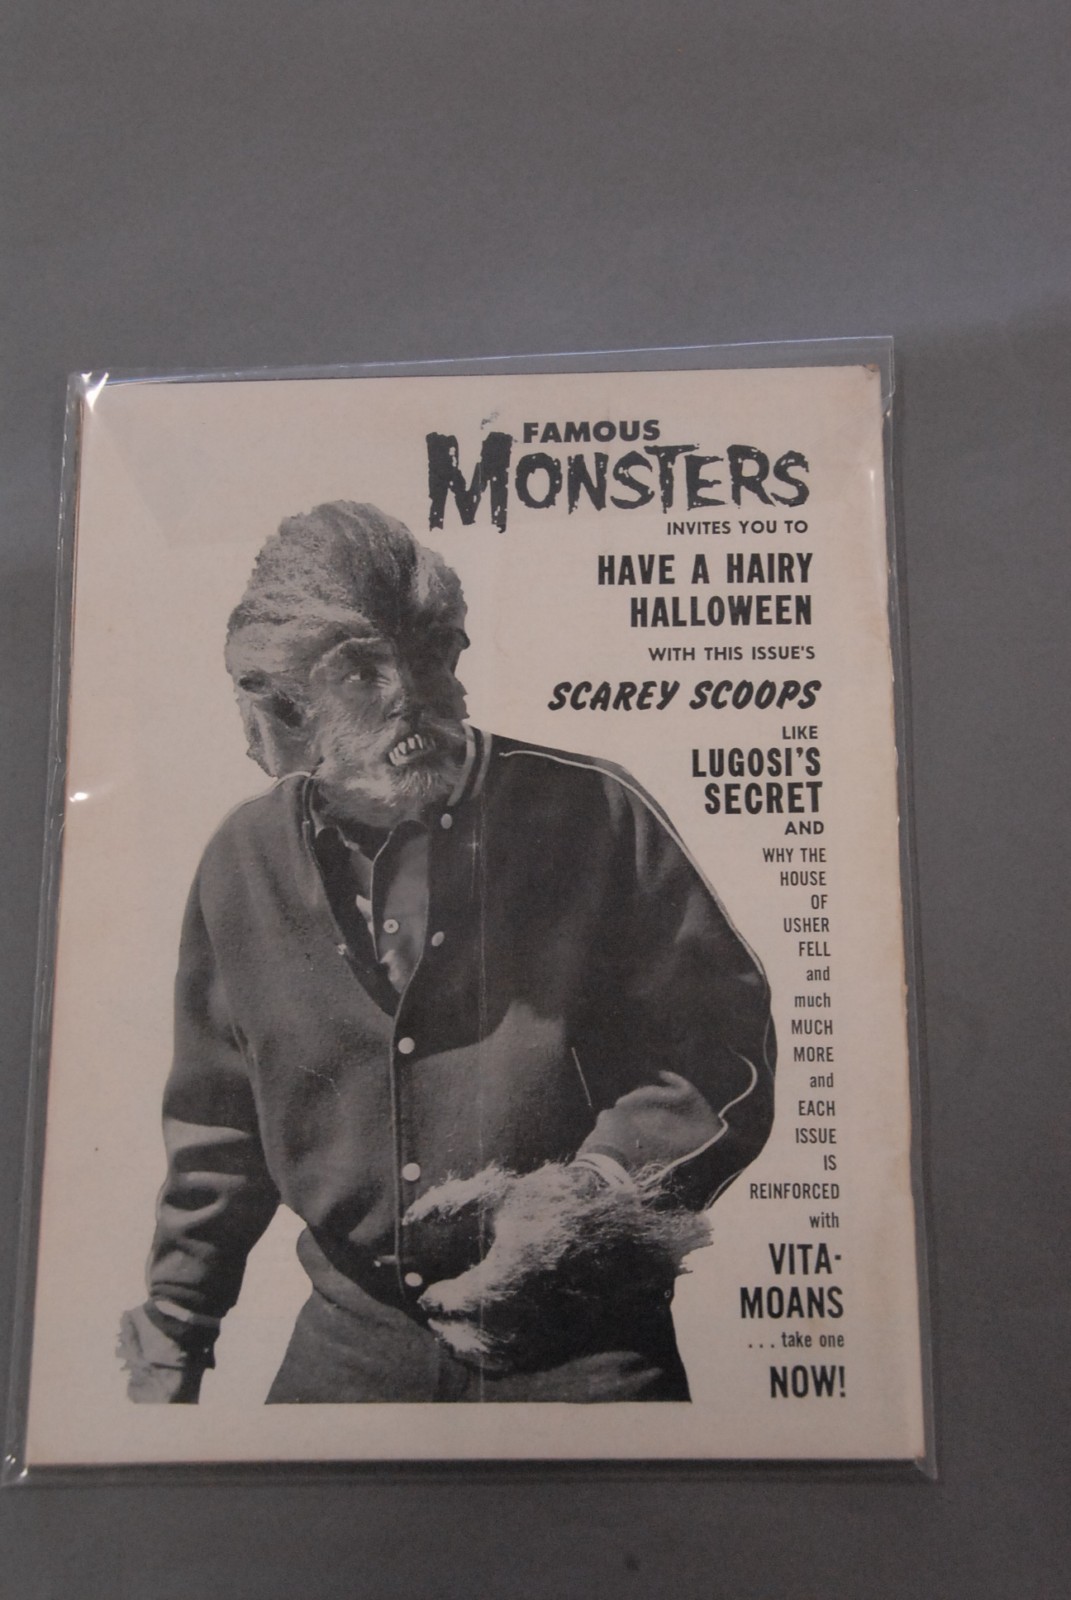 FAMOUS
MONSTERS
INVITES YOU TO
HAVE A HAIRY
HALLOWEEN
WITH THIS ISSUE'S
SCAREY SCOOPS
LIKE
LUGOSI'S
SECRET
AND
WHY THE
HOUSE
OF
USHER
FELL
and
much
MUCH
MORE
and
EACH
ISSUE
IS
REINFORCED
with
VITA-
MOANS
...take one
NOW!